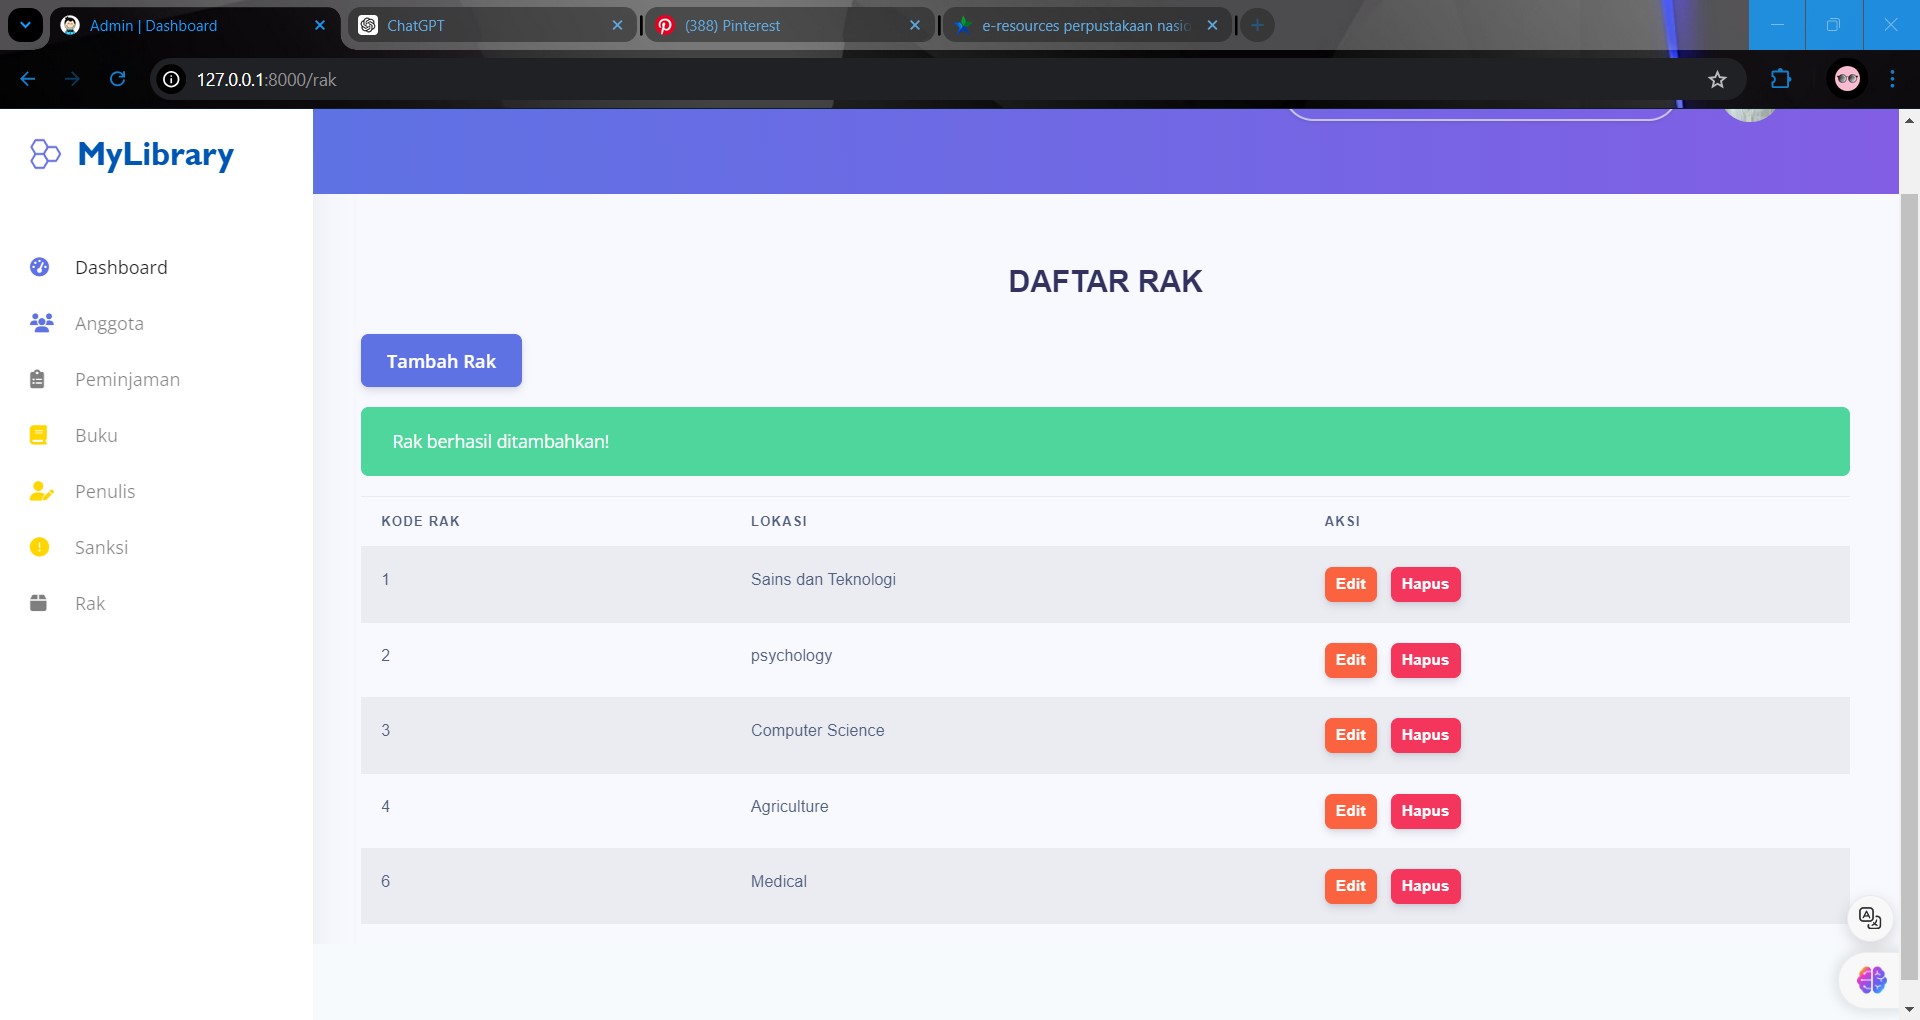 Admin | Dashboard
ChatGPT
(388) Pinterest
e-resources perpustakaan nasio
127.0.0.1:8000/rak
MyLibrary
Dashboard
Anggota
Peminjaman
Buku
Penulis
Sanksi
Rak
DAFTAR RAK
Tambah Rak
Rak berhasil ditambahkan!
KODE RAK LOKASI AKSI
1 Sains dan Teknologi Edit Hapus
2 psychology Edit Hapus
3 Computer Science Edit Hapus
4 Agriculture Edit Hapus
6 Medical Edit Hapus